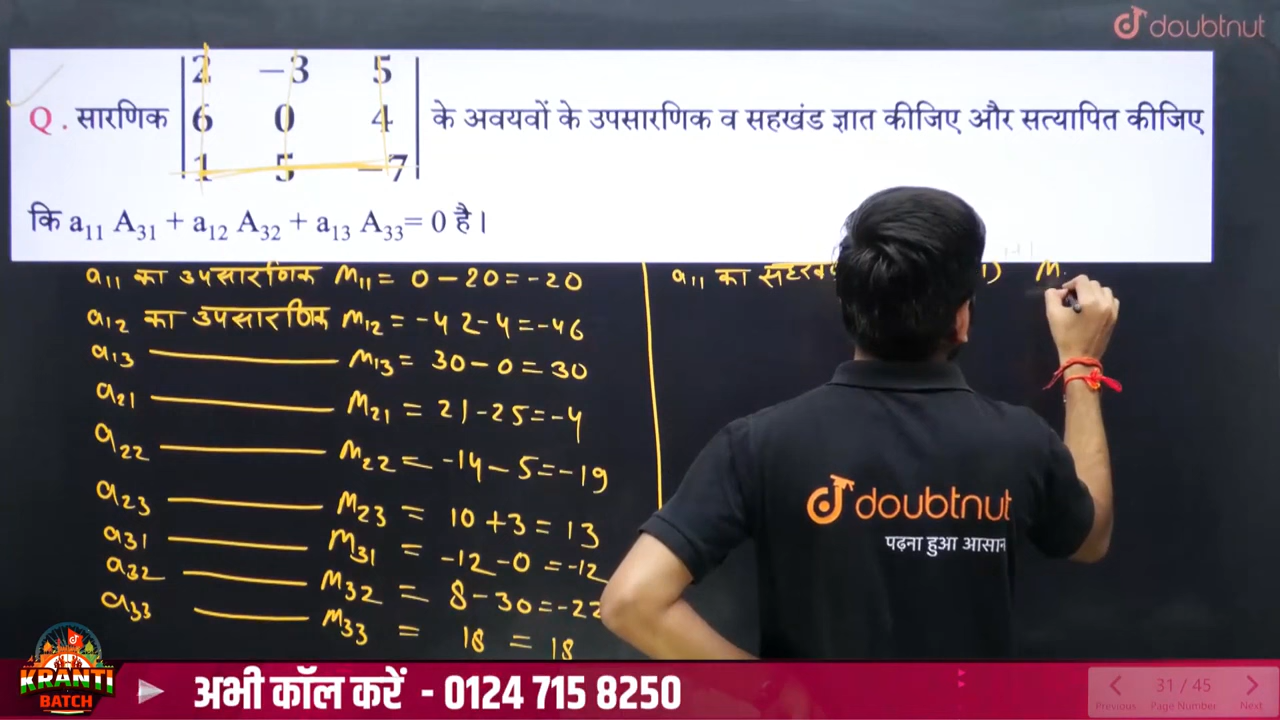 doubtnut
Q. सारणिक | 2 −3 5 |
| 6 0 4 |
| 1 5 −7 | के अवयवों के उपसारणिक व सहखंड ज्ञात कीजिए और सत्यापित कीजिए
कि a₁₁ A₃₁ + a₁₂ A₃₂ + a₁₃ A₃₃= 0 है।
a₁₁ का उपसारणिक M₁₁ = 0 - 20 = -20
a₁₂ का उपसारणिक M₁₂ = -42 - 4 = -46
a₁₃ M₁₃ = 30 - 0 = 30
a₂₁ M₂₁ = 21 - 25 = -4
a₂₂ M₂₂ = -14 - 5 = -19
a₂₃ M₂₃ = 10 + 3 = 13
a₃₁ M₃₁ = -12 - 0 = -12
a₃₂ M₃₂ = 8 - 30 = -22
a₃₃ M₃₃ = 18 = 18
a₁₁ का
doubtnut
पढ़ना हुआ आसान
KRANTI
BATCH
अभी कॉल करें - 0124 715 8250
31 / 45
Previous Page Number Next